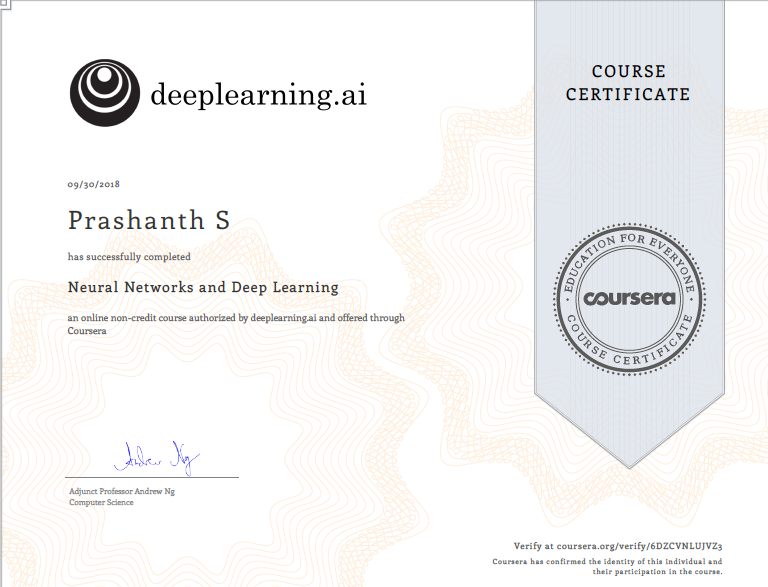 deeplearning.ai
COURSE
CERTIFICATE
09/30/2018
Prashanth S
has successfully completed
Neural Networks and Deep Learning
an online non-credit course authorized by deeplearning.ai and offered through
Coursera
EDUCATION FOR EVERYONE
coursera
COURSE CERTIFICATE
Andrew Ng
Adjunct Professor Andrew Ng
Computer Science
Verify at coursera.org/verify/6DZCVNLUJVZ3
Coursera has confirmed the identity of this individual and
their participation in the course.